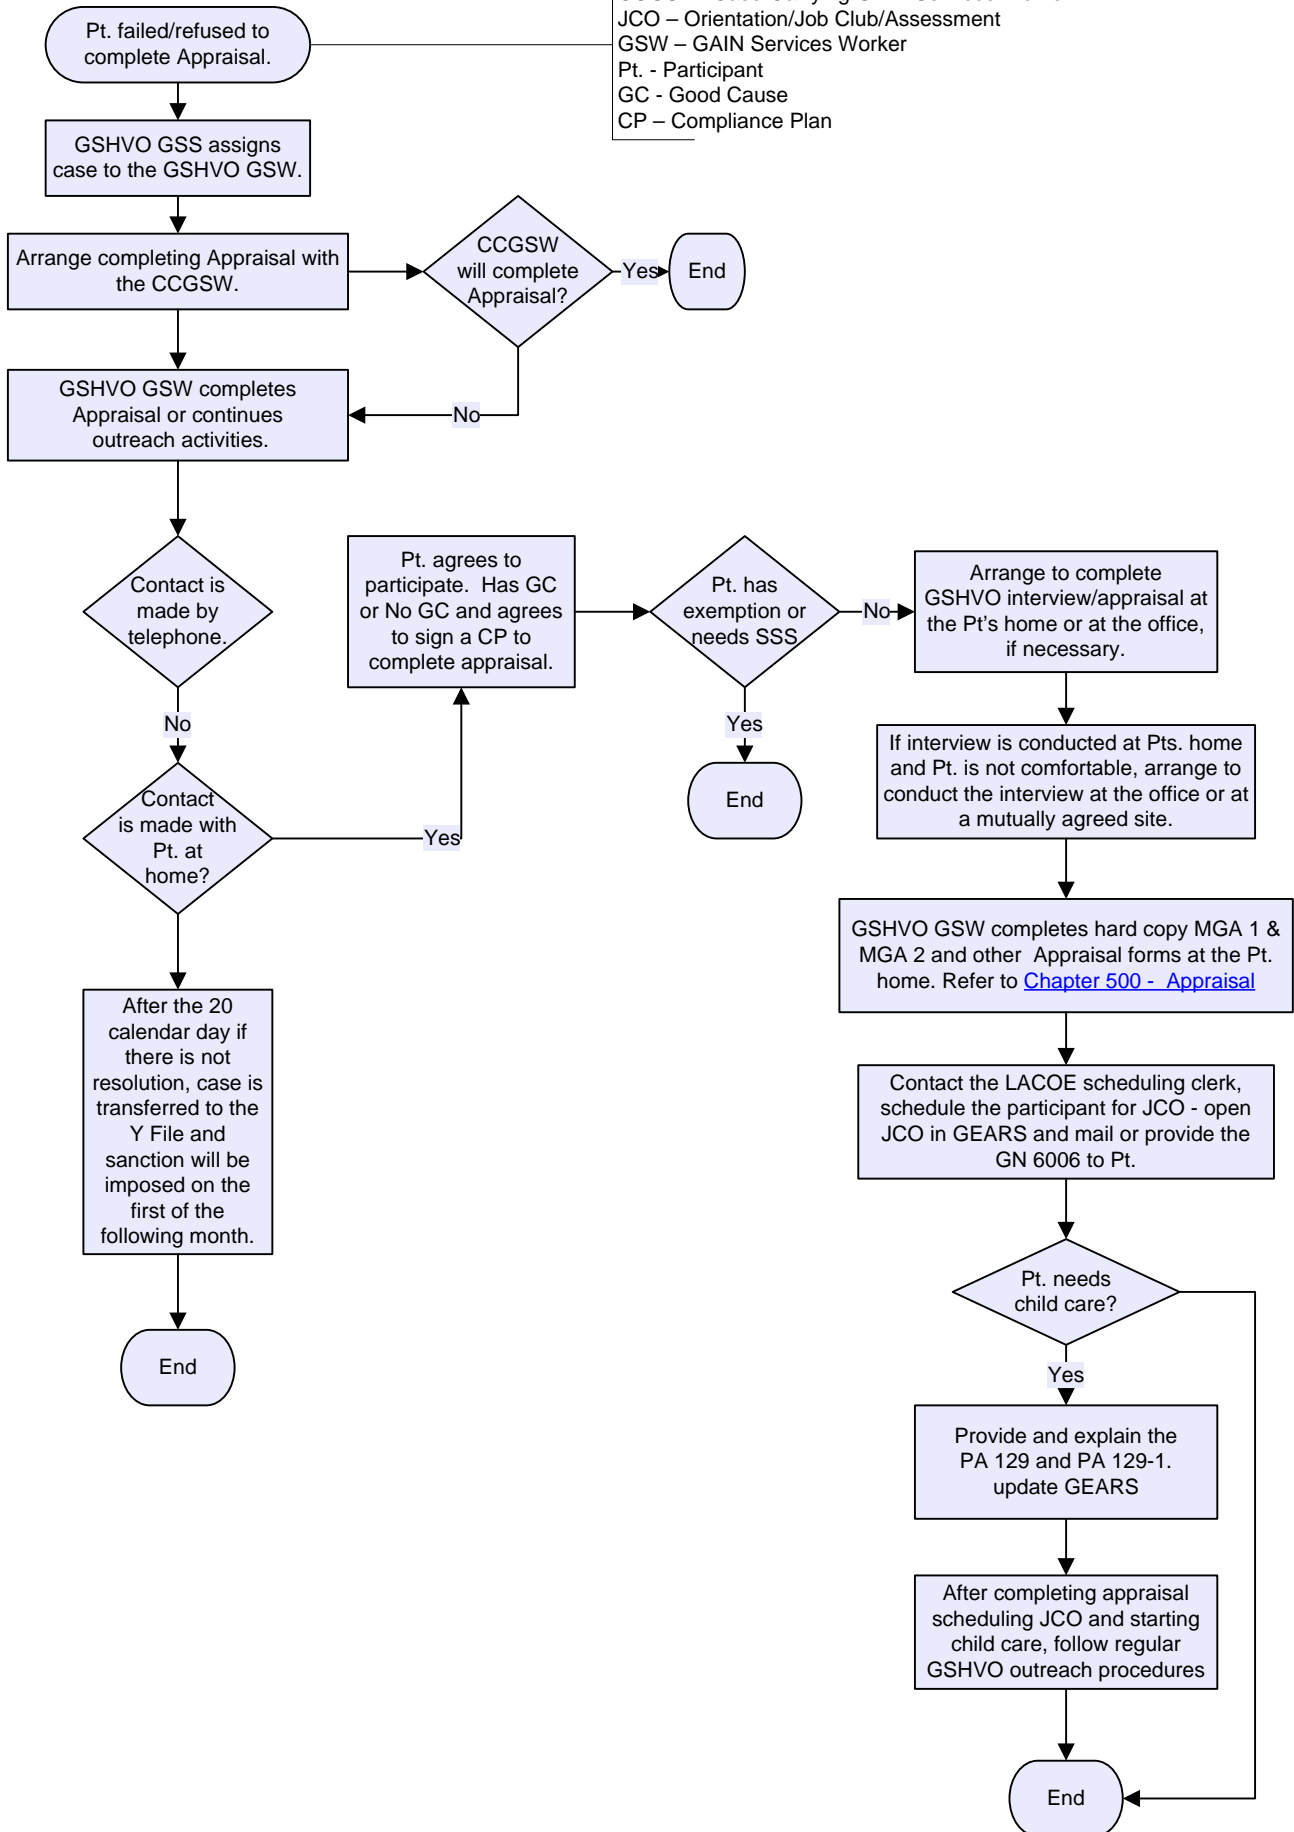 JCO – Orientation/Job Club/Assessment
GSW – GAIN Services Worker
Pt. - Participant
GC - Good Cause
CP – Compliance Plan
Pt. failed/refused to
complete Appraisal.
GSHVO GSS assigns
case to the GSHVO GSW.
Arrange completing Appraisal with
the CCGSW.
CCGSW
will complete
Appraisal?
Yes
End
No
GSHVO GSW completes
Appraisal or continues
outreach activities.
Contact is
made by
telephone.
No
Contact
is made with
Pt. at
home?
Yes
Pt. agrees to
participate.  Has GC
or No GC and agrees
to sign a CP to
complete appraisal.
Pt. has
exemption or
needs SSS
Yes
End
No
Arrange to complete
GSHVO interview/appraisal at
the Pt's home or at the office,
if necessary.
If interview is conducted at Pts. home
and Pt. is not comfortable, arrange to
conduct the interview at the office or at
a mutually agreed site.
GSHVO GSW completes hard copy MGA 1 &
MGA 2 and other  Appraisal forms at the Pt.
home. Refer to Chapter 500 -  Appraisal
Contact the LACOE scheduling clerk,
schedule the participant for JCO - open
JCO in GEARS and mail or provide the
GN 6006 to Pt.
Pt. needs
child care?
Yes
Provide and explain the
PA 129 and PA 129-1.
update GEARS
After completing appraisal
scheduling JCO and starting
child care, follow regular
GSHVO outreach procedures
End
After the 20
calendar day if
there is not
resolution, case is
transferred to the
Y File and
sanction will be
imposed on the
first of the
following month.
End